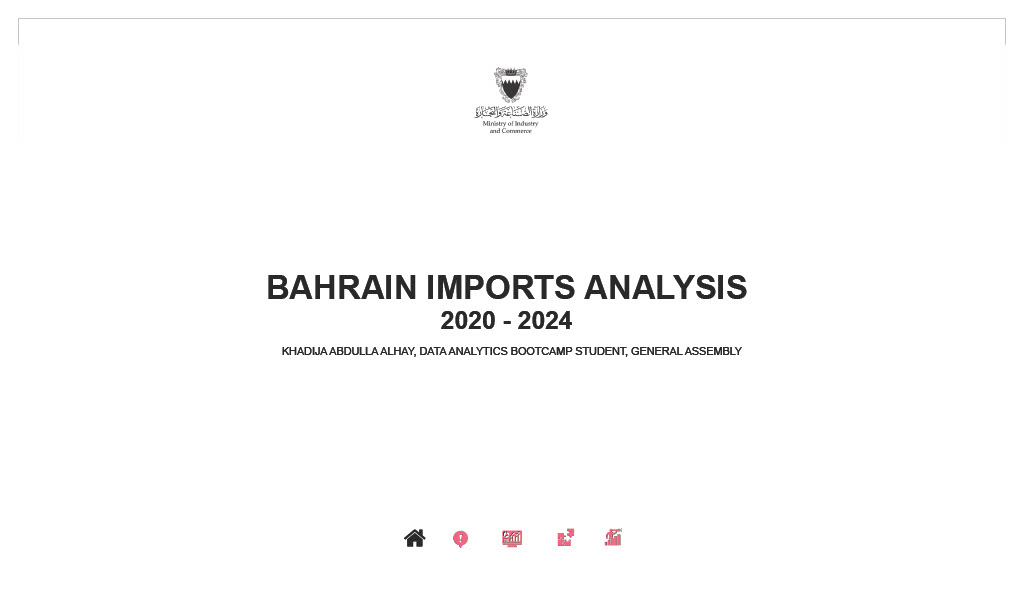 وزارة الصناعة والتجارة
Ministry of Industry
and Commerce
BAHRAIN IMPORTS ANALYSIS
2020 - 2024
KHADIJA ABDULLA ALHAY, DATA ANALYTICS BOOTCAMP STUDENT, GENERAL ASSEMBLY